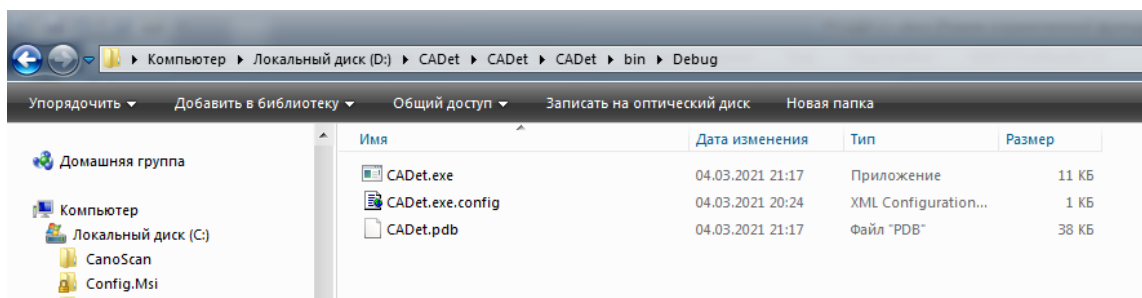 Компьютер ▸ Локальный диск (D:) ▸ CADet ▸ CADet ▸ CADet ▸ bin ▸ Debug
Упорядочить Добавить в библиотеку Общий доступ Записать на оптический диск Новая папка
Имя Дата изменения Тип Размер
Домашняя группа
CADet.exe 04.03.2021 21:17 Приложение 11 КБ
CADet.exe.config 04.03.2021 20:24 XML Configuration... 1 КБ
Компьютер
CADet.pdb 04.03.2021 21:17 Файл "PDB" 38 КБ
Локальный диск (C:)
CanoScan
Config.Msi